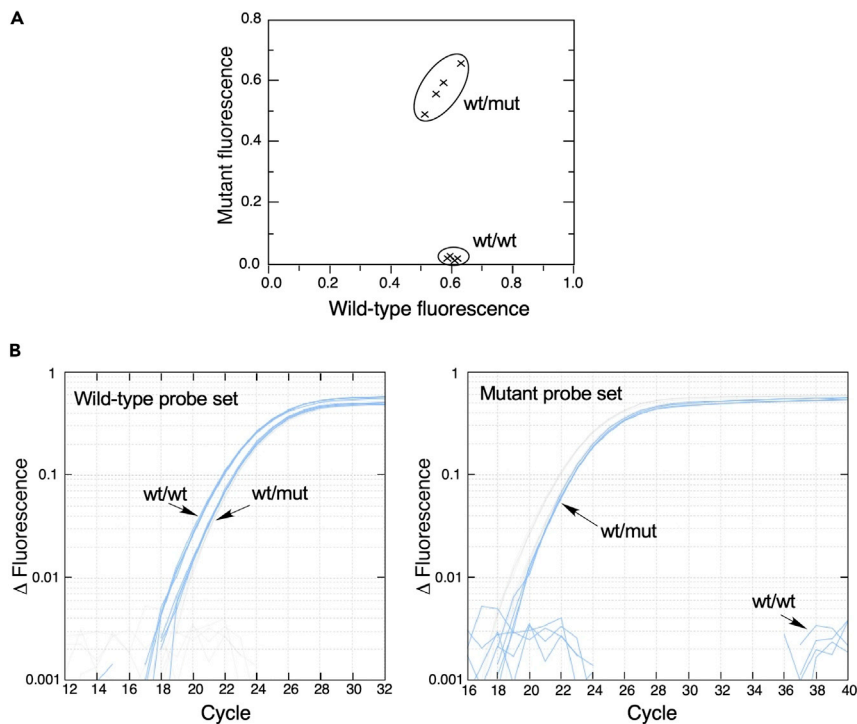 A
0.8
0.6
0.4
0.2
0.0
Mutant fluorescence
wt/mut
wt/wt
0.0 0.2 0.4 0.6 0.8 1.0
Wild-type fluorescence
B
1
0.1
0.01
0.001
Δ Fluorescence
Wild-type probe set
wt/wt
wt/mut
12 14 16 18 20 22 24 26 28 30 32
Cycle
1
0.1
0.01
0.001
Δ Fluorescence
Mutant probe set
wt/mut
wt/wt
16 18 20 22 24 26 28 30 32 34 36 38 40
Cycle